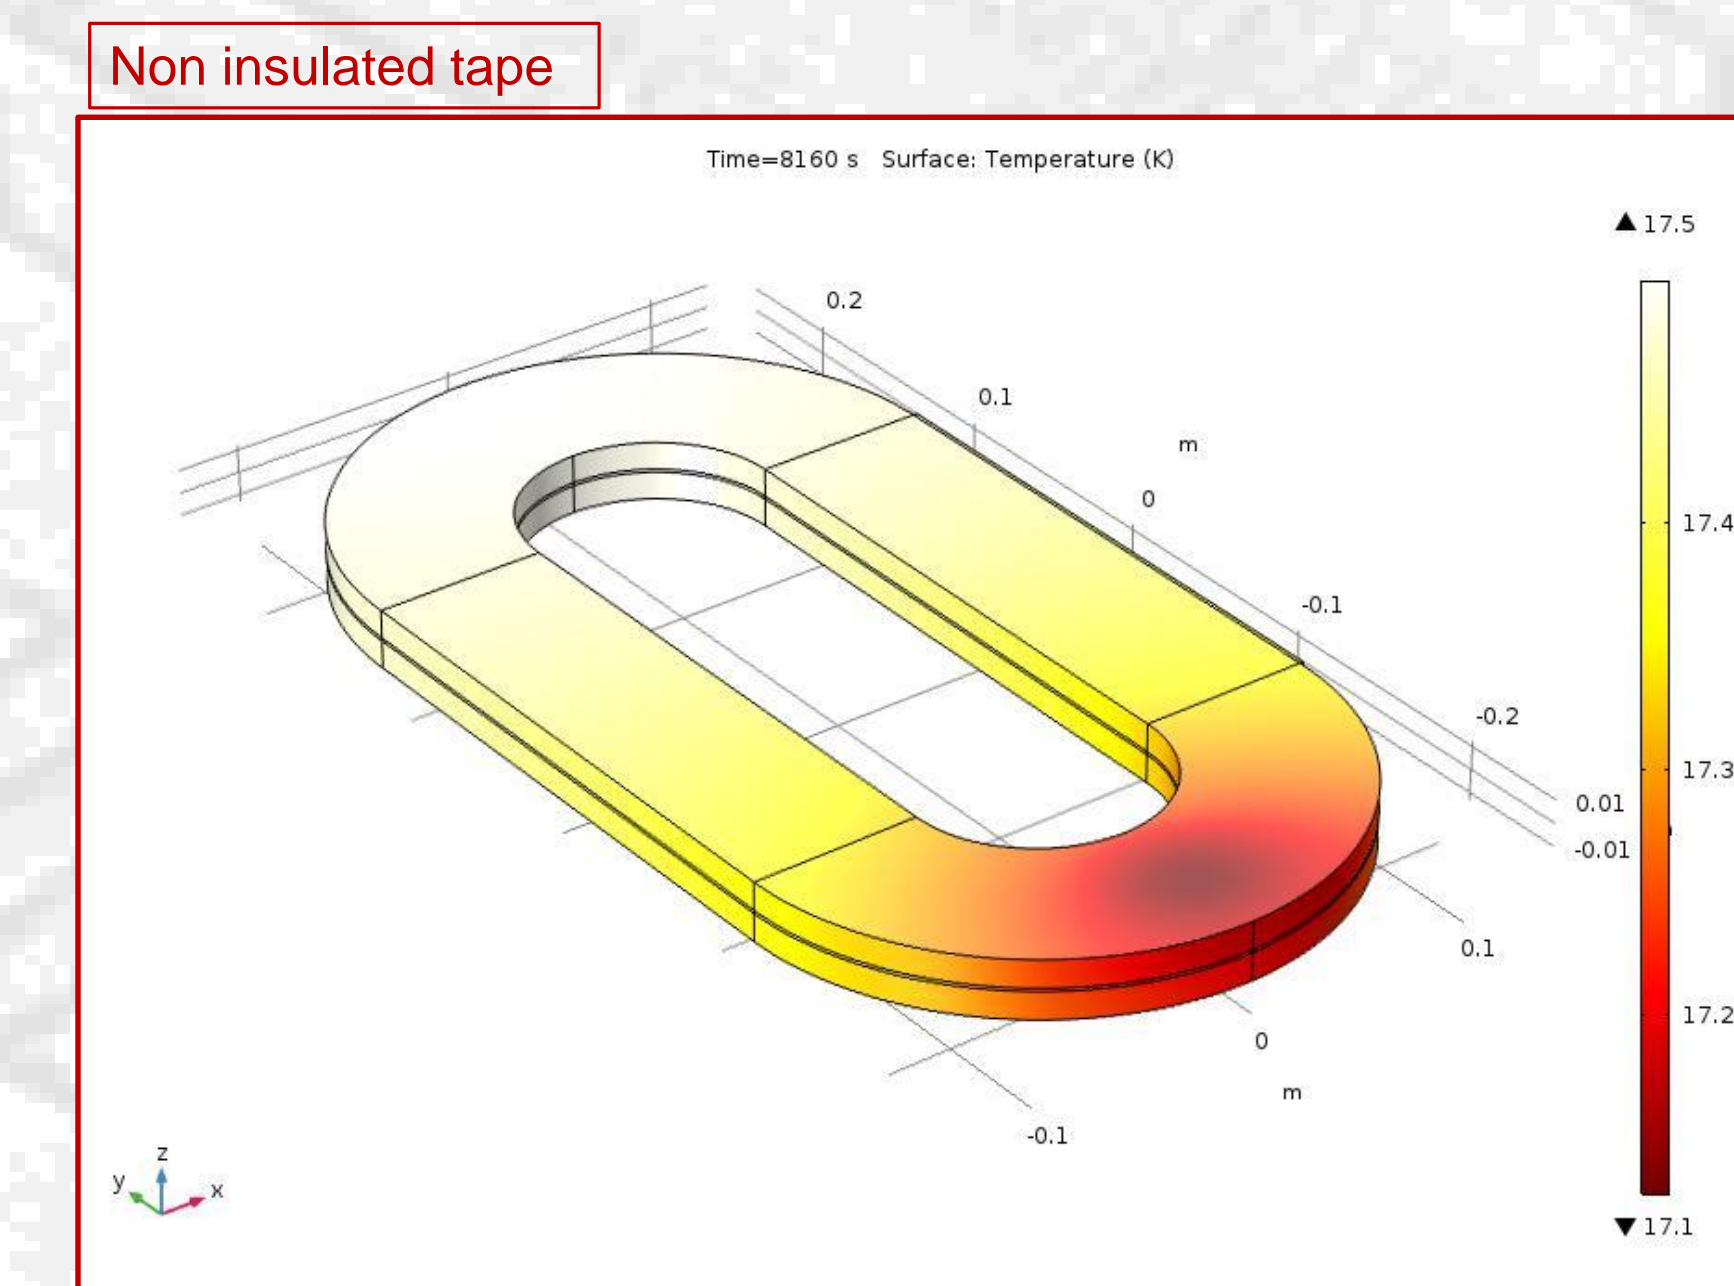 Non insulated tape
Time=8160 s   Surface: Temperature (K)
▲ 17.5
0.2
0.1
m
0
17.4
-0.1
-0.2
17.3
0.01
-0.01
0.1
17.2
0
m
-0.1
z
y
x
▼ 17.1